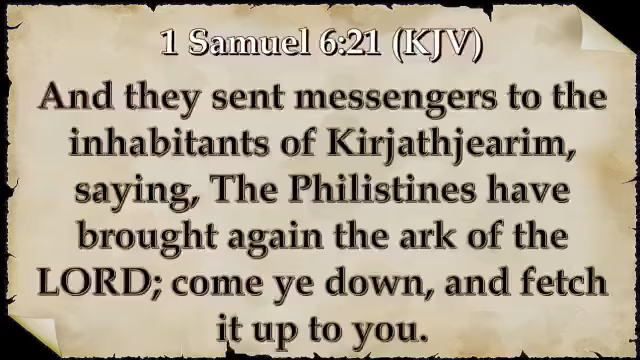 1 Samuel 6:21 (KJV)
And they sent messengers to the
inhabitants of Kirjathjearim,
saying, The Philistines have
brought again the ark of the
LORD; come ye down, and fetch
it up to you.